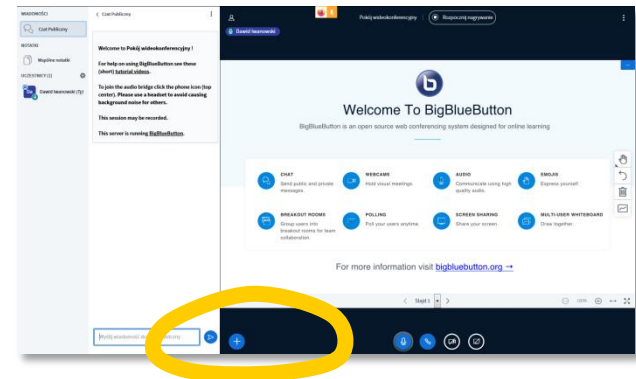 WIADOMOŚCI
Czat Publiczny
NOTATKI
Wspólne notatki
UCZESTNICY (1)
Dawid Iwanowski (Ty)
Czat Publiczny
Welcome to Pokój wideokonferencyjny !
For help on using BigBlueButton see these
(short) tutorial videos.
To join the audio bridge click the phone icon (top
center). Please use a headset to avoid causing
background noise for others.
This session may be recorded.
This server is running BigBlueButton.
Wyślij wiadomość
Pokój wideokonferencyjny
Rozpocznij nagrywanie
Dawid Iwanowski
b
Welcome To BigBlueButton
BigBlueButton is an open source web conferencing system designed for online learning
CHAT
Send public and private
messages.
WEBCAMS
Hold visual meetings.
AUDIO
Communicate using high
quality audio.
EMOJIS
Express yourself.
BREAKOUT ROOMS
Group users into
breakout rooms for team
collaboration.
POLLING
Poll your users anytime.
SCREEN SHARING
Share your screen.
MULTI-USER WHITEBOARD
Draw together.
For more information visit bigbluebutton.org →
Slajd 1
100%